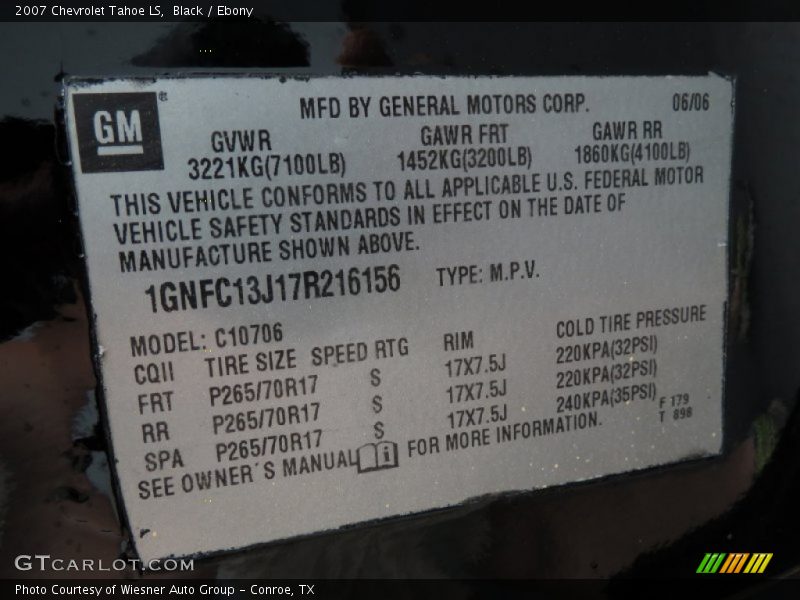 2007 Chevrolet Tahoe LS,  Black / Ebony
GM ®
MFD BY GENERAL MOTORS CORP. 06/06
GVWR GAWR FRT GAWR RR
3221KG(7100LB) 1452KG(3200LB) 1860KG(4100LB)
THIS VEHICLE CONFORMS TO ALL APPLICABLE U.S. FEDERAL MOTOR
VEHICLE SAFETY STANDARDS IN EFFECT ON THE DATE OF
MANUFACTURE SHOWN ABOVE.
1GNFC13J17R216156 TYPE: M.P.V.
MODEL: C10706
CQII TIRE SIZE SPEED RTG RIM COLD TIRE PRESSURE
FRT P265/70R17 S 17X7.5J 220KPA(32PSI)
RR P265/70R17 S 17X7.5J 220KPA(32PSI)
SPA P265/70R17 S 17X7.5J 240KPA(35PSI)
SEE OWNER´S MANUAL i FOR MORE INFORMATION.
F 179
T 898
GTCARLOT.COM
Photo Courtesy of Wiesner Auto Group - Conroe, TX